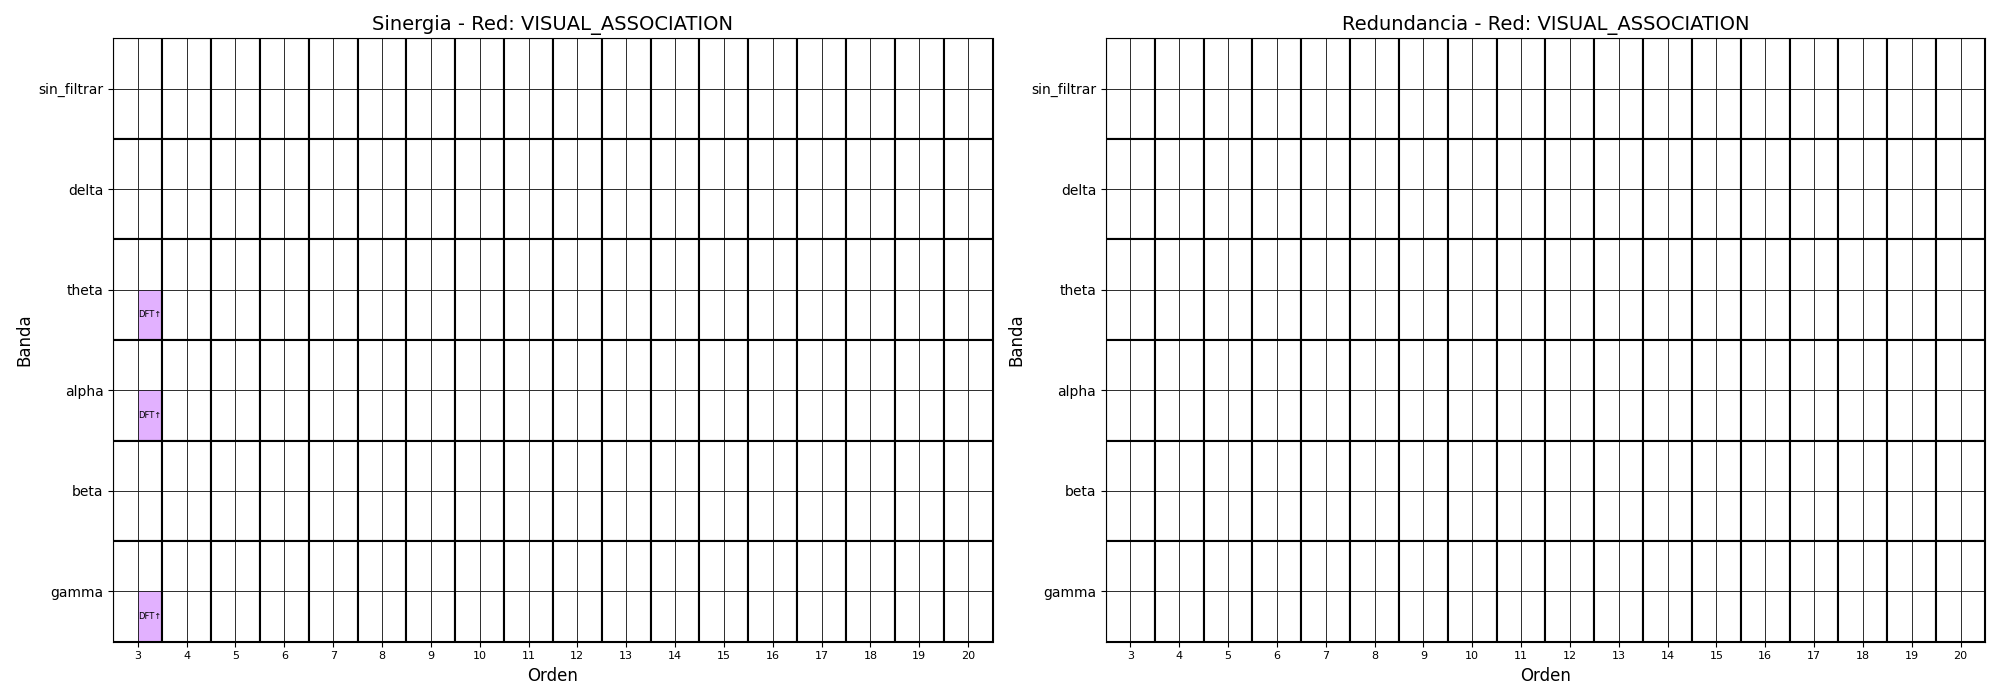 Sinergia - Red: VISUAL_ASSOCIATION
Banda
sin_filtrar
delta
theta
DFT↑
alpha
DFT↑
beta
gamma
DFT↑
3 4 5 6 7 8 9 10 11 12 13 14 15 16 17 18 19 20
Orden
Redundancia - Red: VISUAL_ASSOCIATION
Banda
sin_filtrar
delta
theta
alpha
beta
gamma
3 4 5 6 7 8 9 10 11 12 13 14 15 16 17 18 19 20
Orden